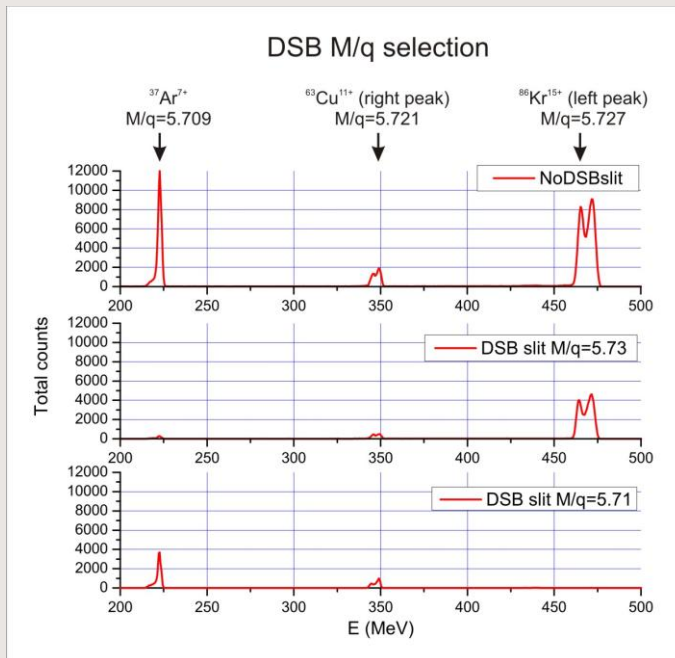 DSB M/q selection
³⁷Ar⁷⁺
M/q=5.709
⁶³Cu¹¹⁺ (right peak)
M/q=5.721
⁸⁶Kr¹⁵⁺ (left peak)
M/q=5.727
12000
10000
8000
6000
4000
2000
0
NoDSBslit
200 250 300 350 400 450 500
12000
10000
8000
6000
4000
2000
0
DSB slit M/q=5.73
200 250 300 350 400 450 500
Total counts
12000
10000
8000
6000
4000
2000
0
DSB slit M/q=5.71
200 250 300 350 400 450 500
E (MeV)